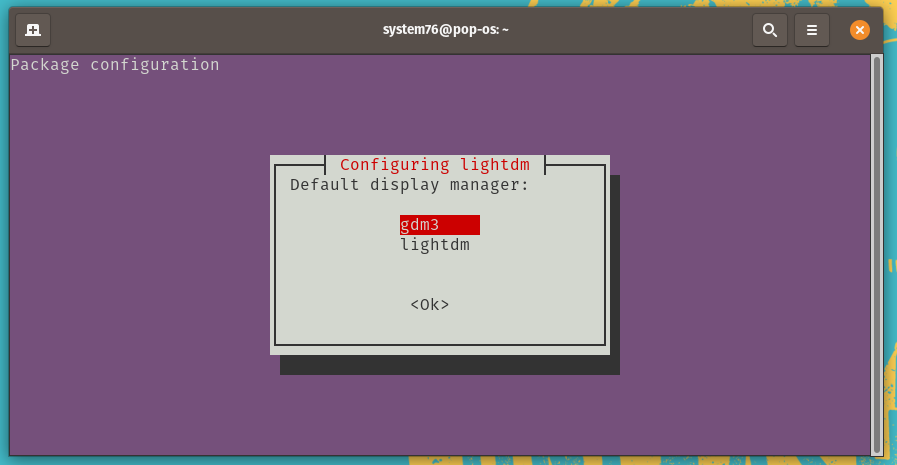 system76@pop-os: ~
Package configuration
Configuring lightdm
Default display manager:
gdm3
lightdm
<Ok>